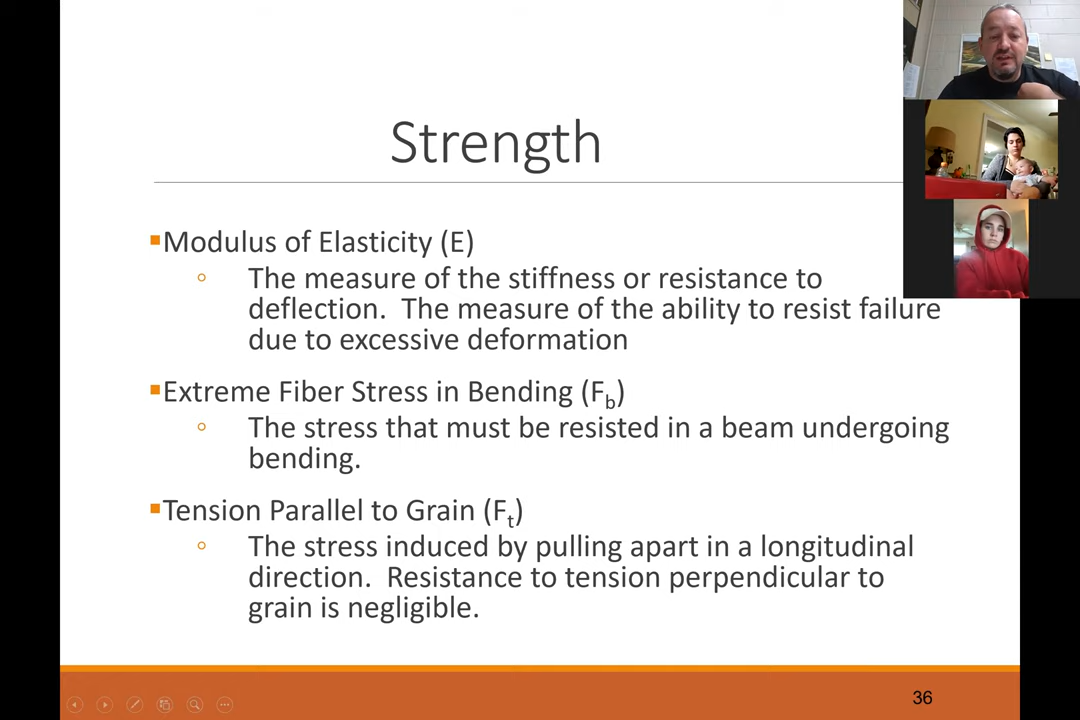 Strength
▪Modulus of Elasticity (E)
◦ The measure of the stiffness or resistance to
deflection. The measure of the ability to resist failure
due to excessive deformation
▪Extreme Fiber Stress in Bending (Fb)
◦ The stress that must be resisted in a beam undergoing
bending.
▪Tension Parallel to Grain (Ft)
◦ The stress induced by pulling apart in a longitudinal
direction. Resistance to tension perpendicular to
grain is negligible.
36